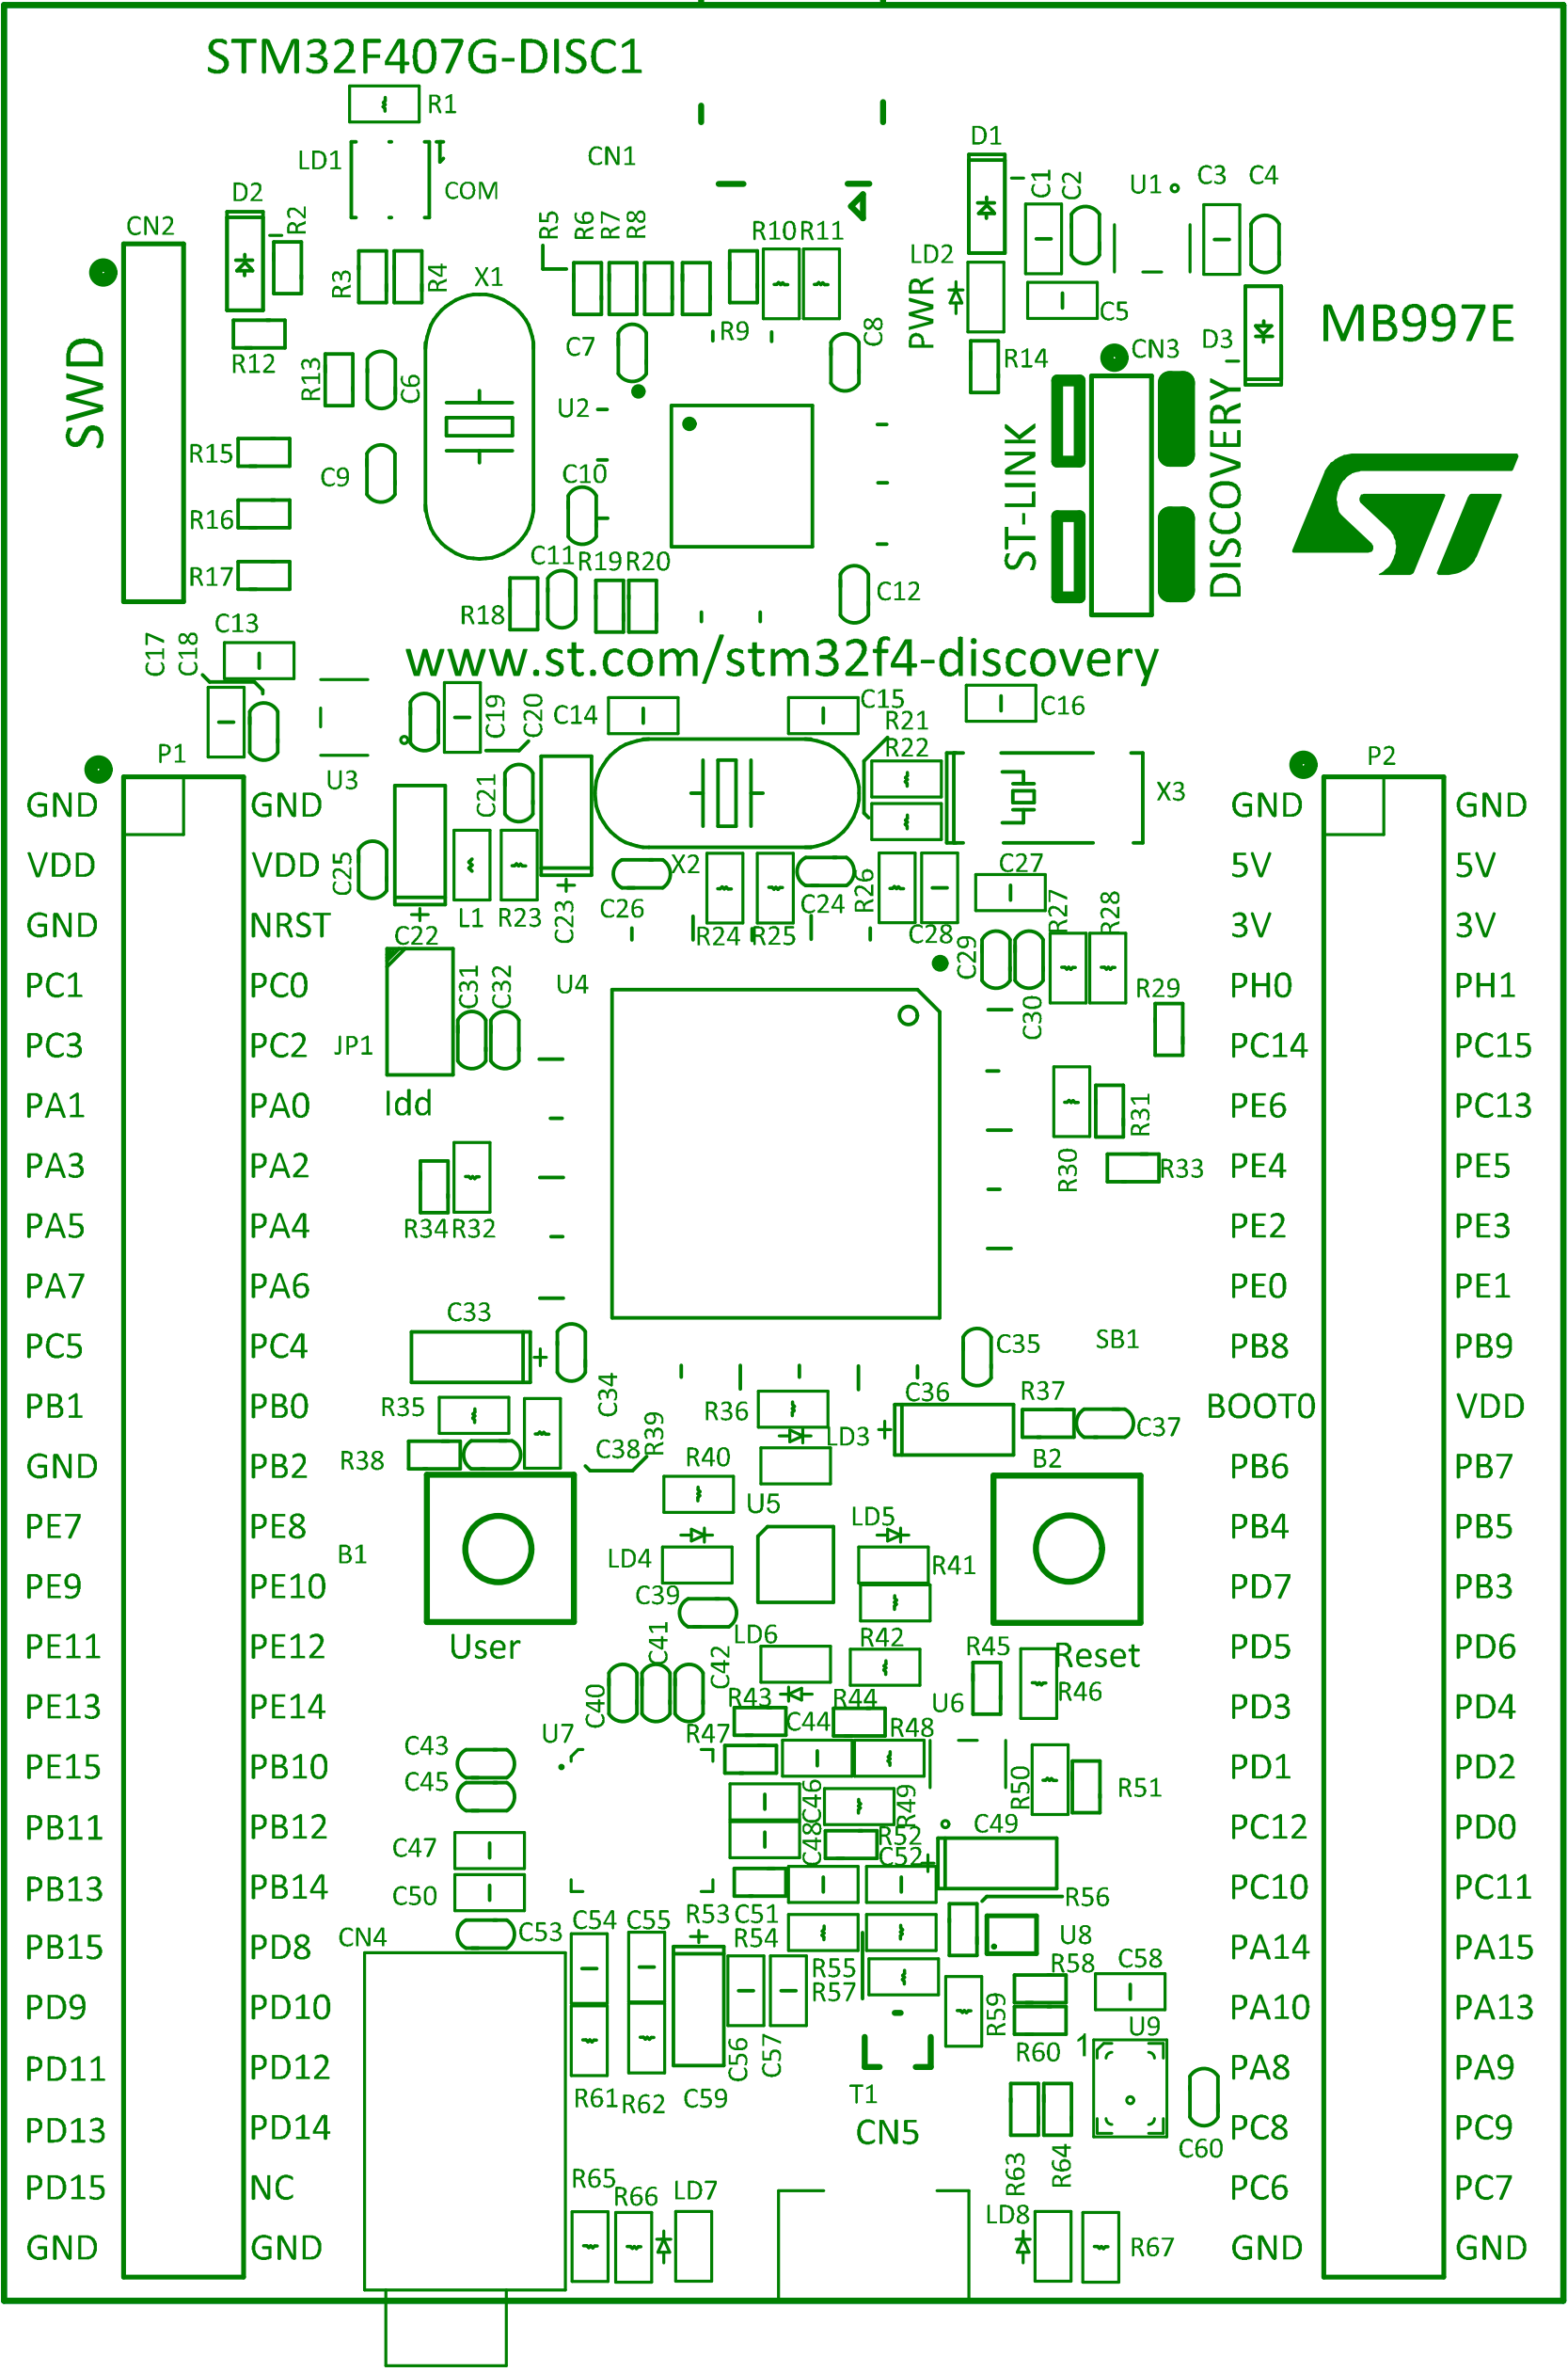 STM32F407G-DISC1
R1
D1
LD1
CN1
COM
D2
R2
CN2
R5
R6
R7
R8
R10
R11
C1
C2
U1
C3
C4
LD2
PWR
R3
R4
X1
C5
R9
C8
MB997E
R12
R13
C6
C7
R14
CN3
D3
SWD
U2
ST-LINK
DISCOVERY
R15
C9
C10
R16
R17
C11
R19
R20
R18
C12
ST
C17
C18
C13
www.st.com/stm32f4-discovery
C19
C20
C14
C15
R21
R22
C16
P1
U3
C21
X3
P2
C25
L1
R23
C23
C26
X2
C24
R26
C27
R27
R28
C22
R24
R25
C28
C29
C31
C32
U4
C30
R29
JP1
Idd
R30
R31
R33
R34
R32
C33
C34
C35
SB1
R35
R36
C36
R37
R39
LD3
C37
R38
C38
R40
B2
U5
LD5
B1
LD4
R41
C39
User
C41
C42
LD6
R42
R45
Reset
C40
R43
R44
U6
R46
U7
R47
C44
R48
C43
C45
C46
R49
R50
R51
C47
C48
R52
C49
C52
C50
R56
CN4
C53
C54
C55
R53
C51
R54
U8
R55
R57
R58
C58
R59
U9
1
R60
R61
R62
C59
C56
C57
T1
CN5
R63
R64
C60
R65
R66
LD7
LD8
R67
GND GND GND GND
VDD VDD 5V 5V
GND NRST 3V 3V
PC1 PC0 PH0 PH1
PC3 PC2 PC14 PC15
PA1 PA0 PE6 PC13
PA3 PA2 PE4 PE5
PA5 PA4 PE2 PE3
PA7 PA6 PE0 PE1
PC5 PC4 PB8 PB9
PB1 PB0 BOOT0 VDD
GND PB2 PB6 PB7
PE7 PE8 PB4 PB5
PE9 PE10 PD7 PB3
PE11 PE12 PD5 PD6
PE13 PE14 PD3 PD4
PE15 PB10 PD1 PD2
PB11 PB12 PC12 PD0
PB13 PB14 PC10 PC11
PB15 PD8 PA14 PA15
PD9 PD10 PA10 PA13
PD11 PD12 PA8 PA9
PD13 PD14 PC8 PC9
PD15 NC PC6 PC7
GND GND GND GND